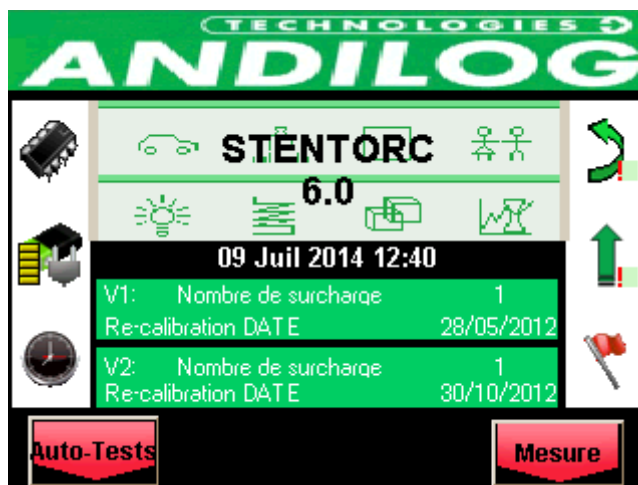 TECHNOLOGIES
ANDILOG
STENTORC
6.0
09 Juil 2014 12:40
V1: Nombre de surcharge 1
Re-calibration DATE 28/05/2012
V2: Nombre de surcharge 1
Re-calibration DATE 30/10/2012
Auto-Tests
Mesure